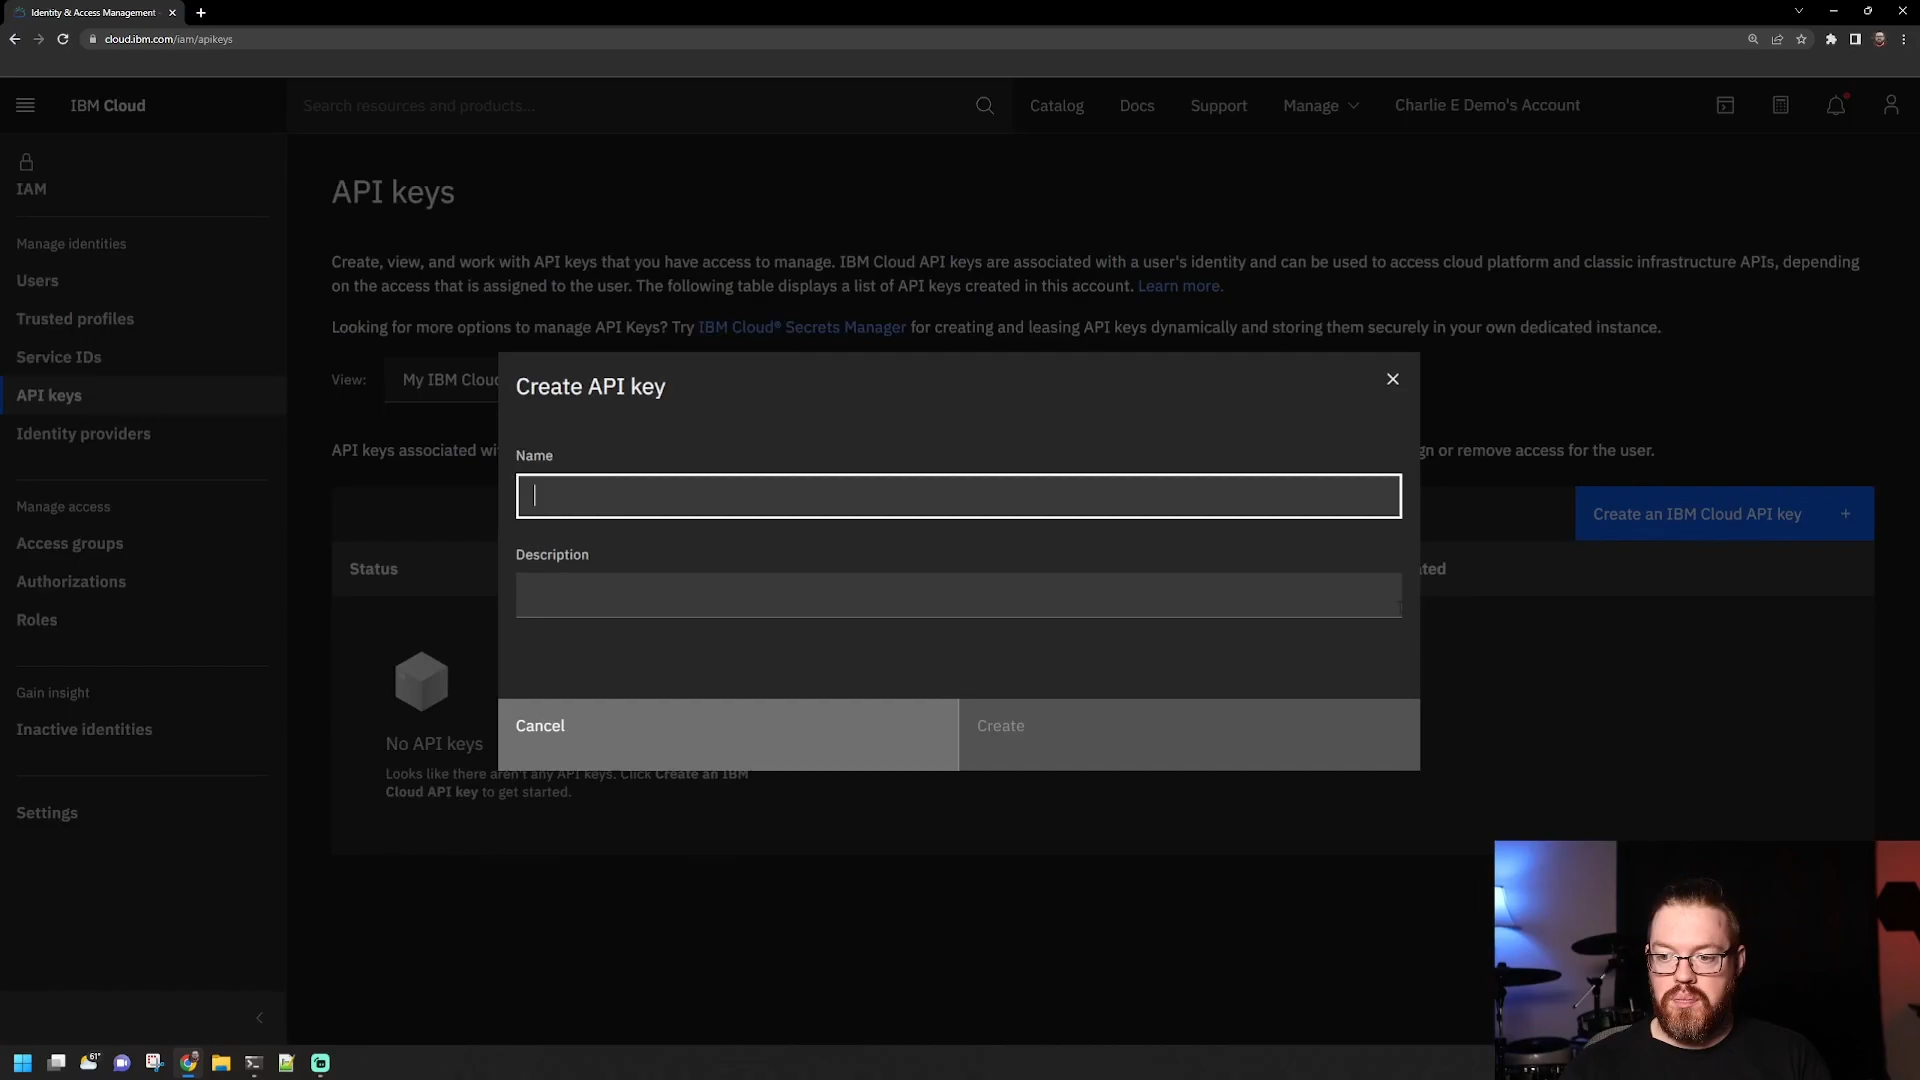 Identity & Access Management -
cloud.ibm.com/iam/apikeys
IBM Cloud
Search resources and products...
Catalog
Docs
Support
Manage
Charlie E Demo's Account
IAM
Manage identities
Users
Trusted profiles
Service IDs
API keys
Identity providers
Manage access
Access groups
Authorizations
Roles
Gain insight
Inactive identities
Settings
API keys
Create, view, and work with API keys that you have access to manage. IBM Cloud API keys are associated with a user's identity and can be used to access cloud platform and classic infrastructure APIs, depending
on the access that is assigned to the user. The following table displays a list of API keys created in this account. Learn more.
Looking for more options to manage API Keys? Try IBM Cloud® Secrets Manager for creating and leasing API keys dynamically and storing them securely in your own dedicated instance.
View:
My IBM Cloud
API keys associated wi
gn or remove access for the user.
Create an IBM Cloud API key +
Status
ated
No API keys
Looks like there aren't any API keys. Click Create an IBM
Cloud API key to get started.
Create API key
Name
Description
Cancel
Create
61°